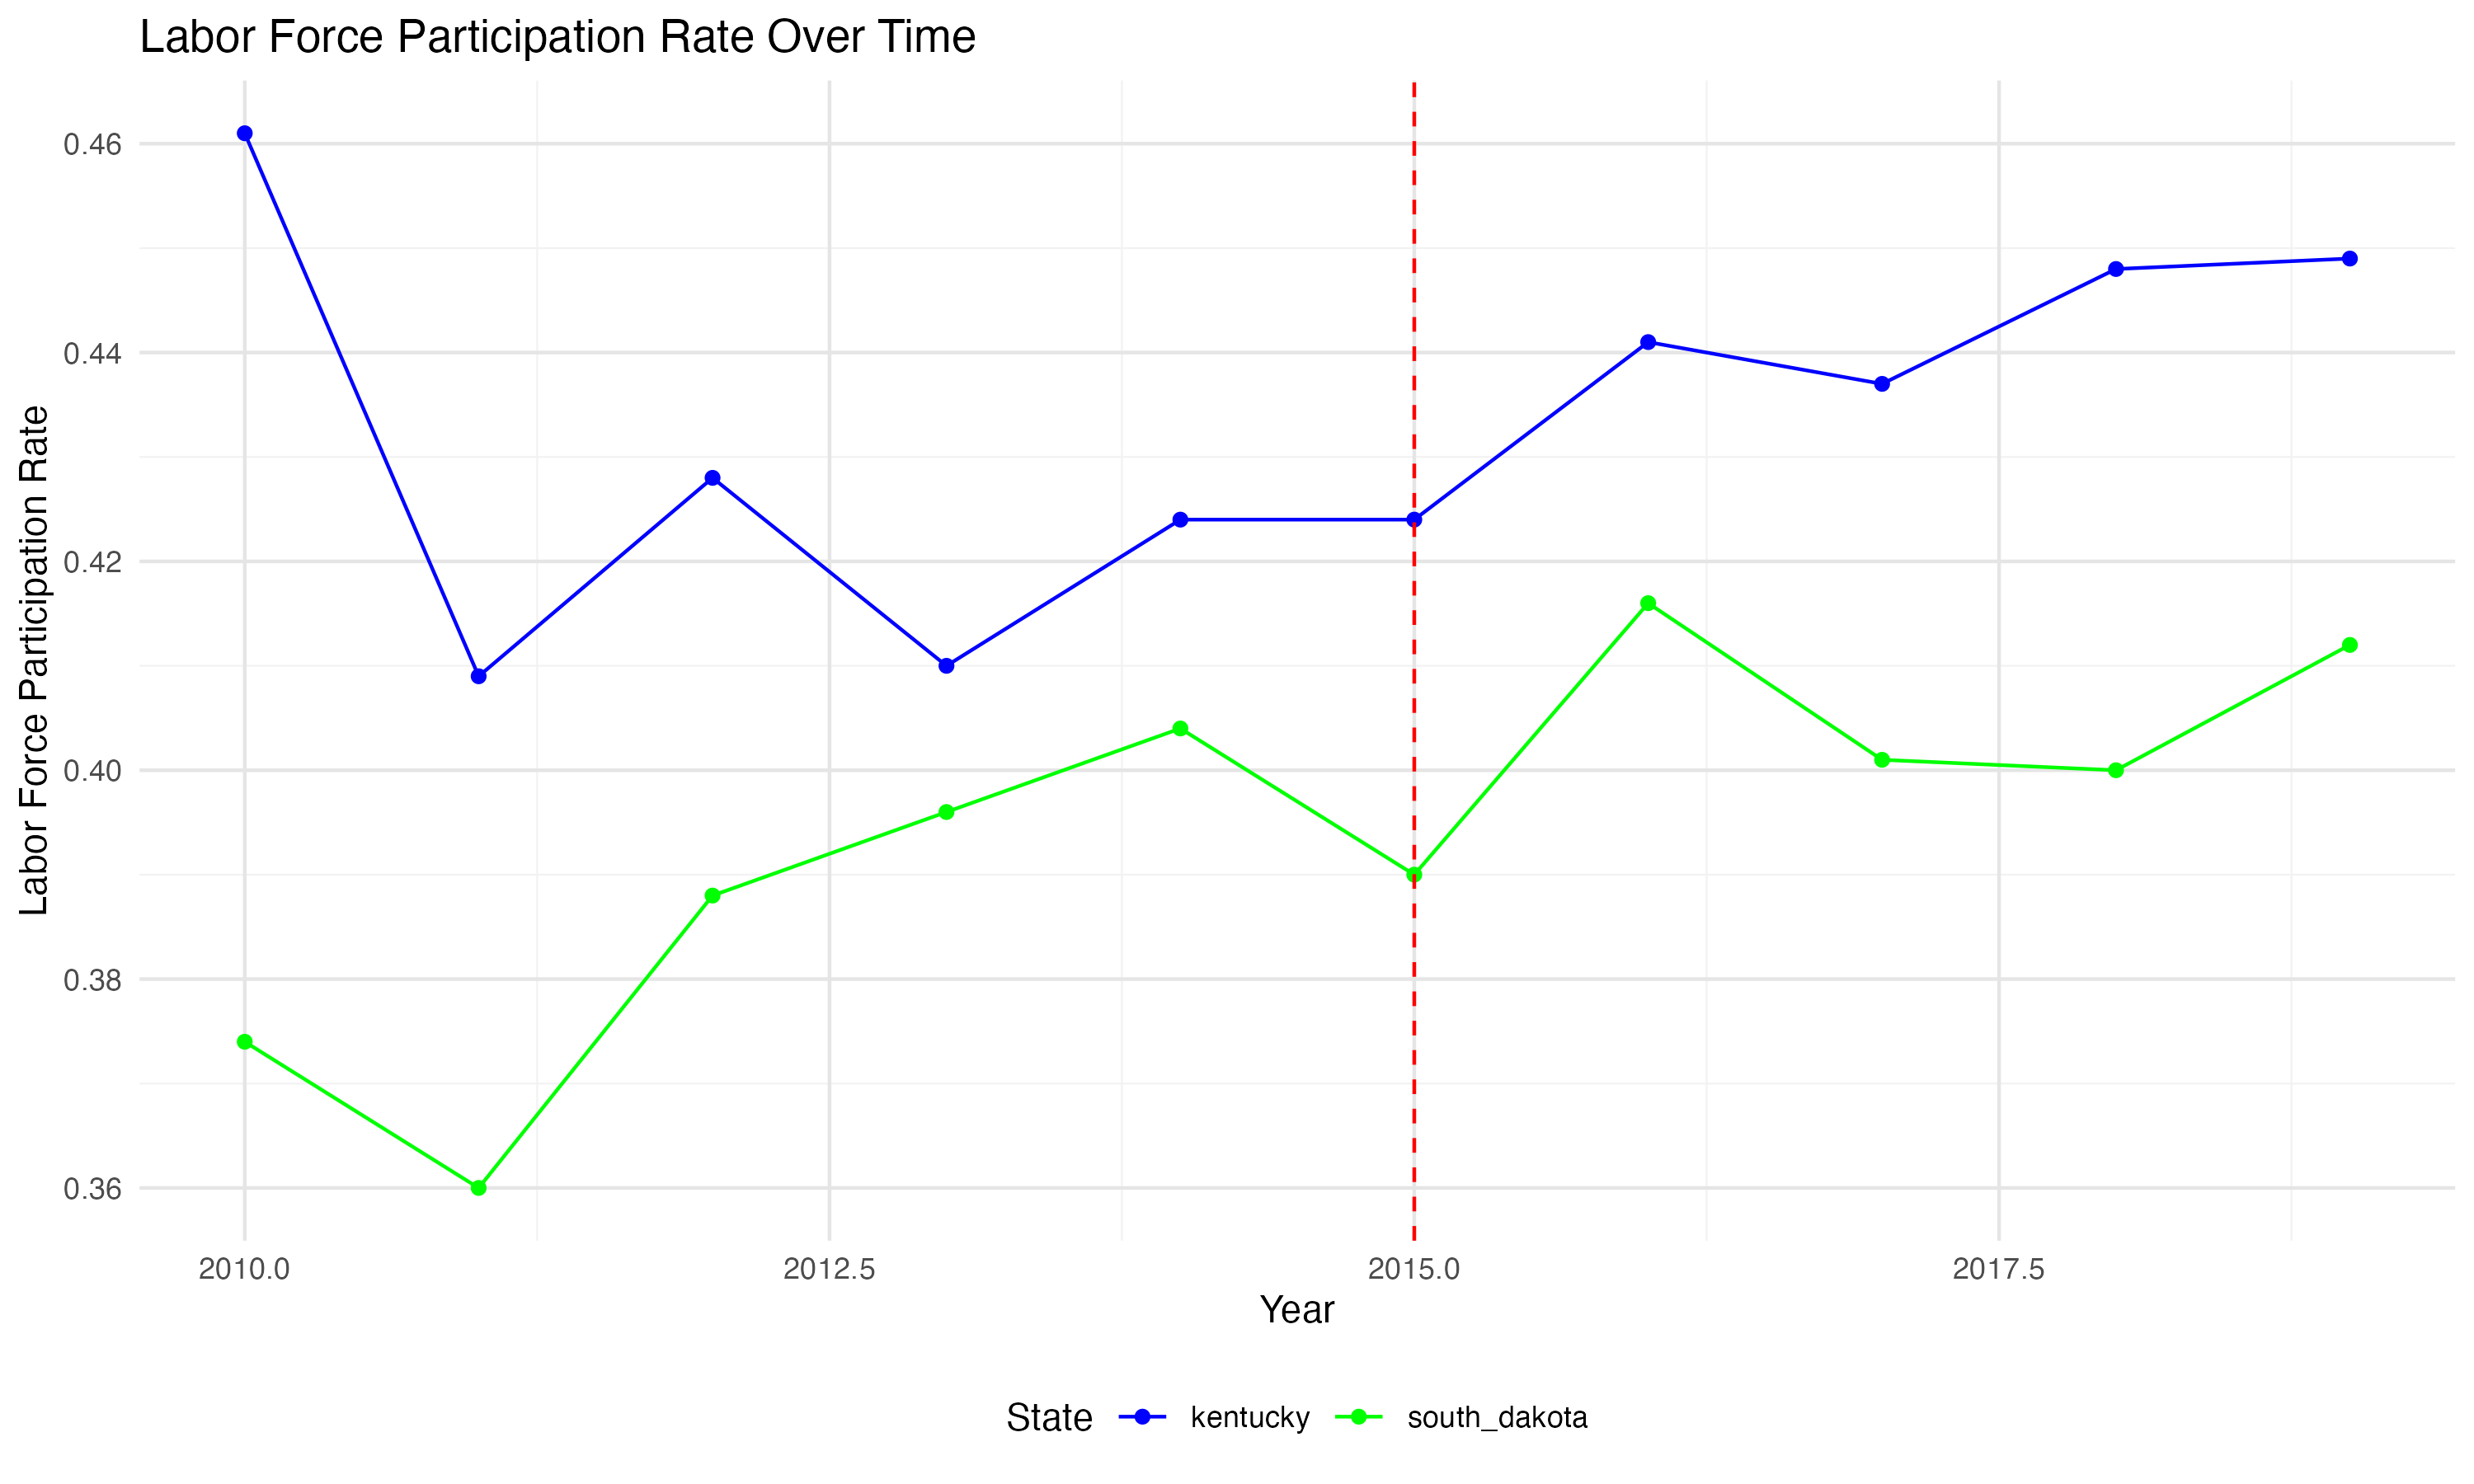 Labor Force Participation Rate Over Time
Labor Force Participation Rate
0.46
0.44
0.42
0.40
0.38
0.36
2010.0 2012.5 2015.0 2017.5
Year
State kentucky south_dakota